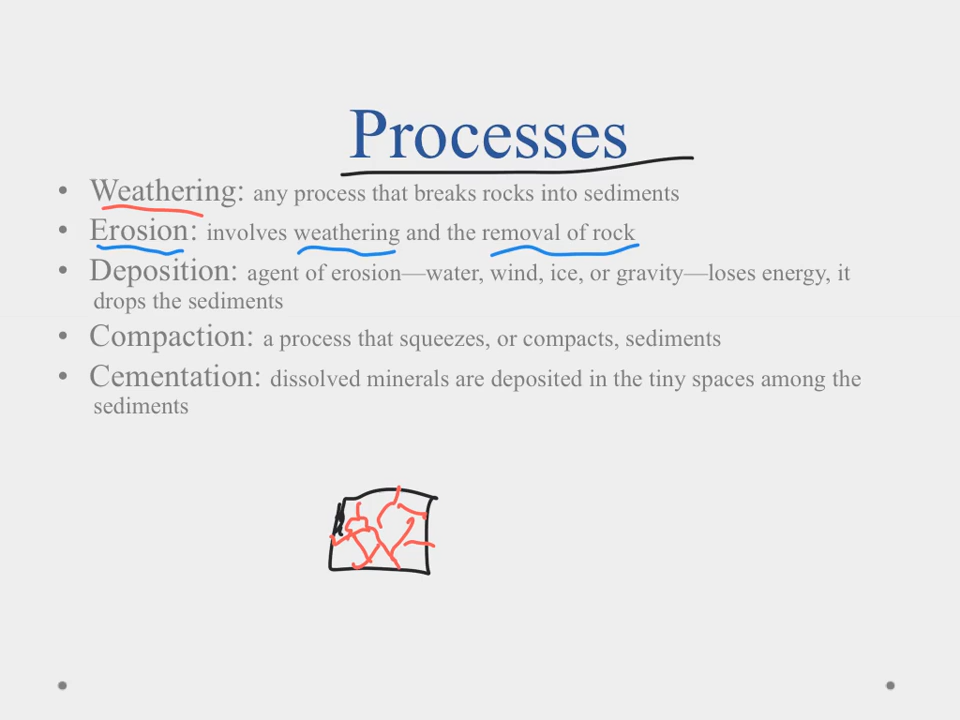 Processes
• Weathering: any process that breaks rocks into sediments
• Erosion: involves weathering and the removal of rock
• Deposition: agent of erosion—water, wind, ice, or gravity—loses energy, it
drops the sediments
• Compaction: a process that squeezes, or compacts, sediments
• Cementation: dissolved minerals are deposited in the tiny spaces among the
sediments